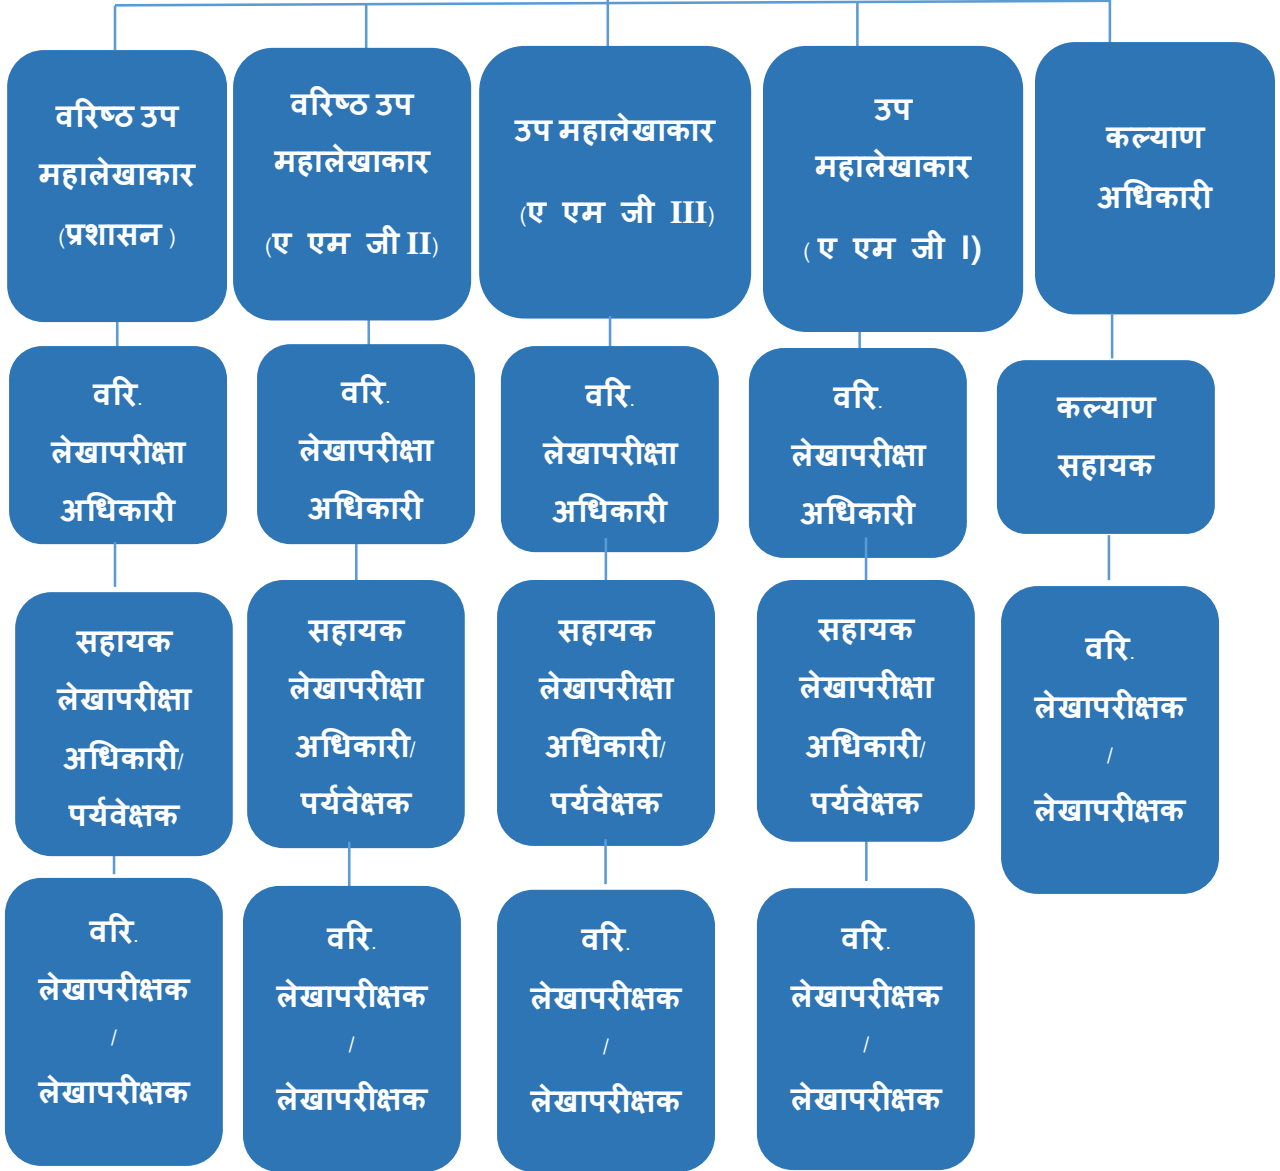 वरिष्ठ उप
महालेखाकार
(प्रशासन )
वरिष्ठ उप
महालेखाकार
(ए एम जी II)
उप महालेखाकार
(ए एम जी III)
उप
महालेखाकार
( ए एम जी I)
कल्याण
अधिकारी
वरि.
लेखापरीक्षा
अधिकारी
वरि.
लेखापरीक्षा
अधिकारी
वरि.
लेखापरीक्षा
अधिकारी
वरि.
लेखापरीक्षा
अधिकारी
कल्याण
सहायक
सहायक
लेखापरीक्षा
अधिकारी/
पर्यवेक्षक
सहायक
लेखापरीक्षा
अधिकारी/
पर्यवेक्षक
सहायक
लेखापरीक्षा
अधिकारी/
पर्यवेक्षक
सहायक
लेखापरीक्षा
अधिकारी/
पर्यवेक्षक
वरि.
लेखापरीक्षक
/
लेखापरीक्षक
वरि.
लेखापरीक्षक
/
लेखापरीक्षक
वरि.
लेखापरीक्षक
/
लेखापरीक्षक
वरि.
लेखापरीक्षक
/
लेखापरीक्षक
वरि.
लेखापरीक्षक
/
लेखापरीक्षक